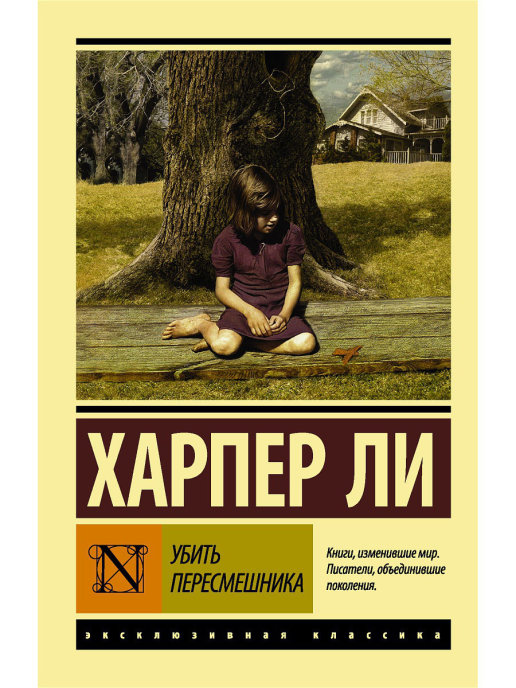 ХАРПЕР ЛИ
N
УБИТЬ
ПЕРЕСМЕШНИКА
Книги, изменившие мир.
Писатели, объединившие
поколения.
эксклюзивная классика